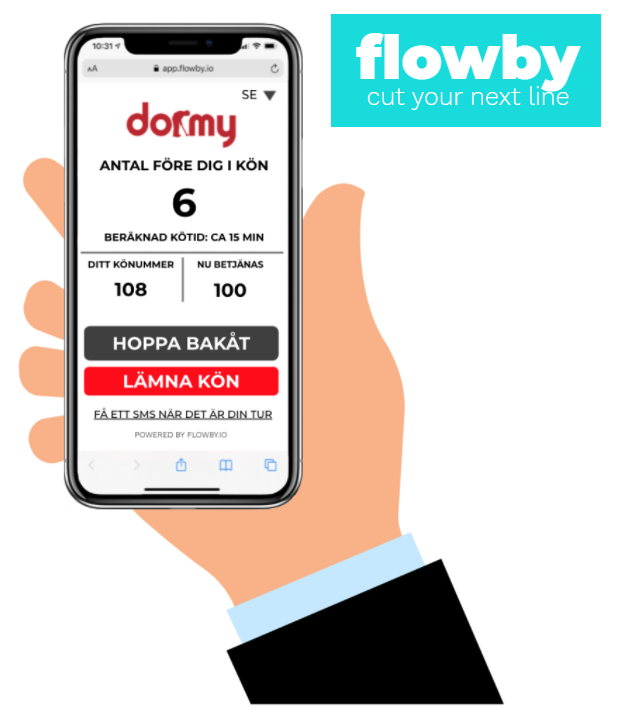 flowby
cut your next line
10:31
AA app.flowby.io
SE
dormy
ANTAL FÖRE DIG I KÖN
6
BERÄKNAD KÖTID: CA 15 MIN
DITT KÖNUMMER NU BETJÄNAS
108 100
HOPPA BAKÅT
LÄMNA KÖN
FÅ ETT SMS NÄR DET ÄR DIN TUR
POWERED BY FLOWBY.IO